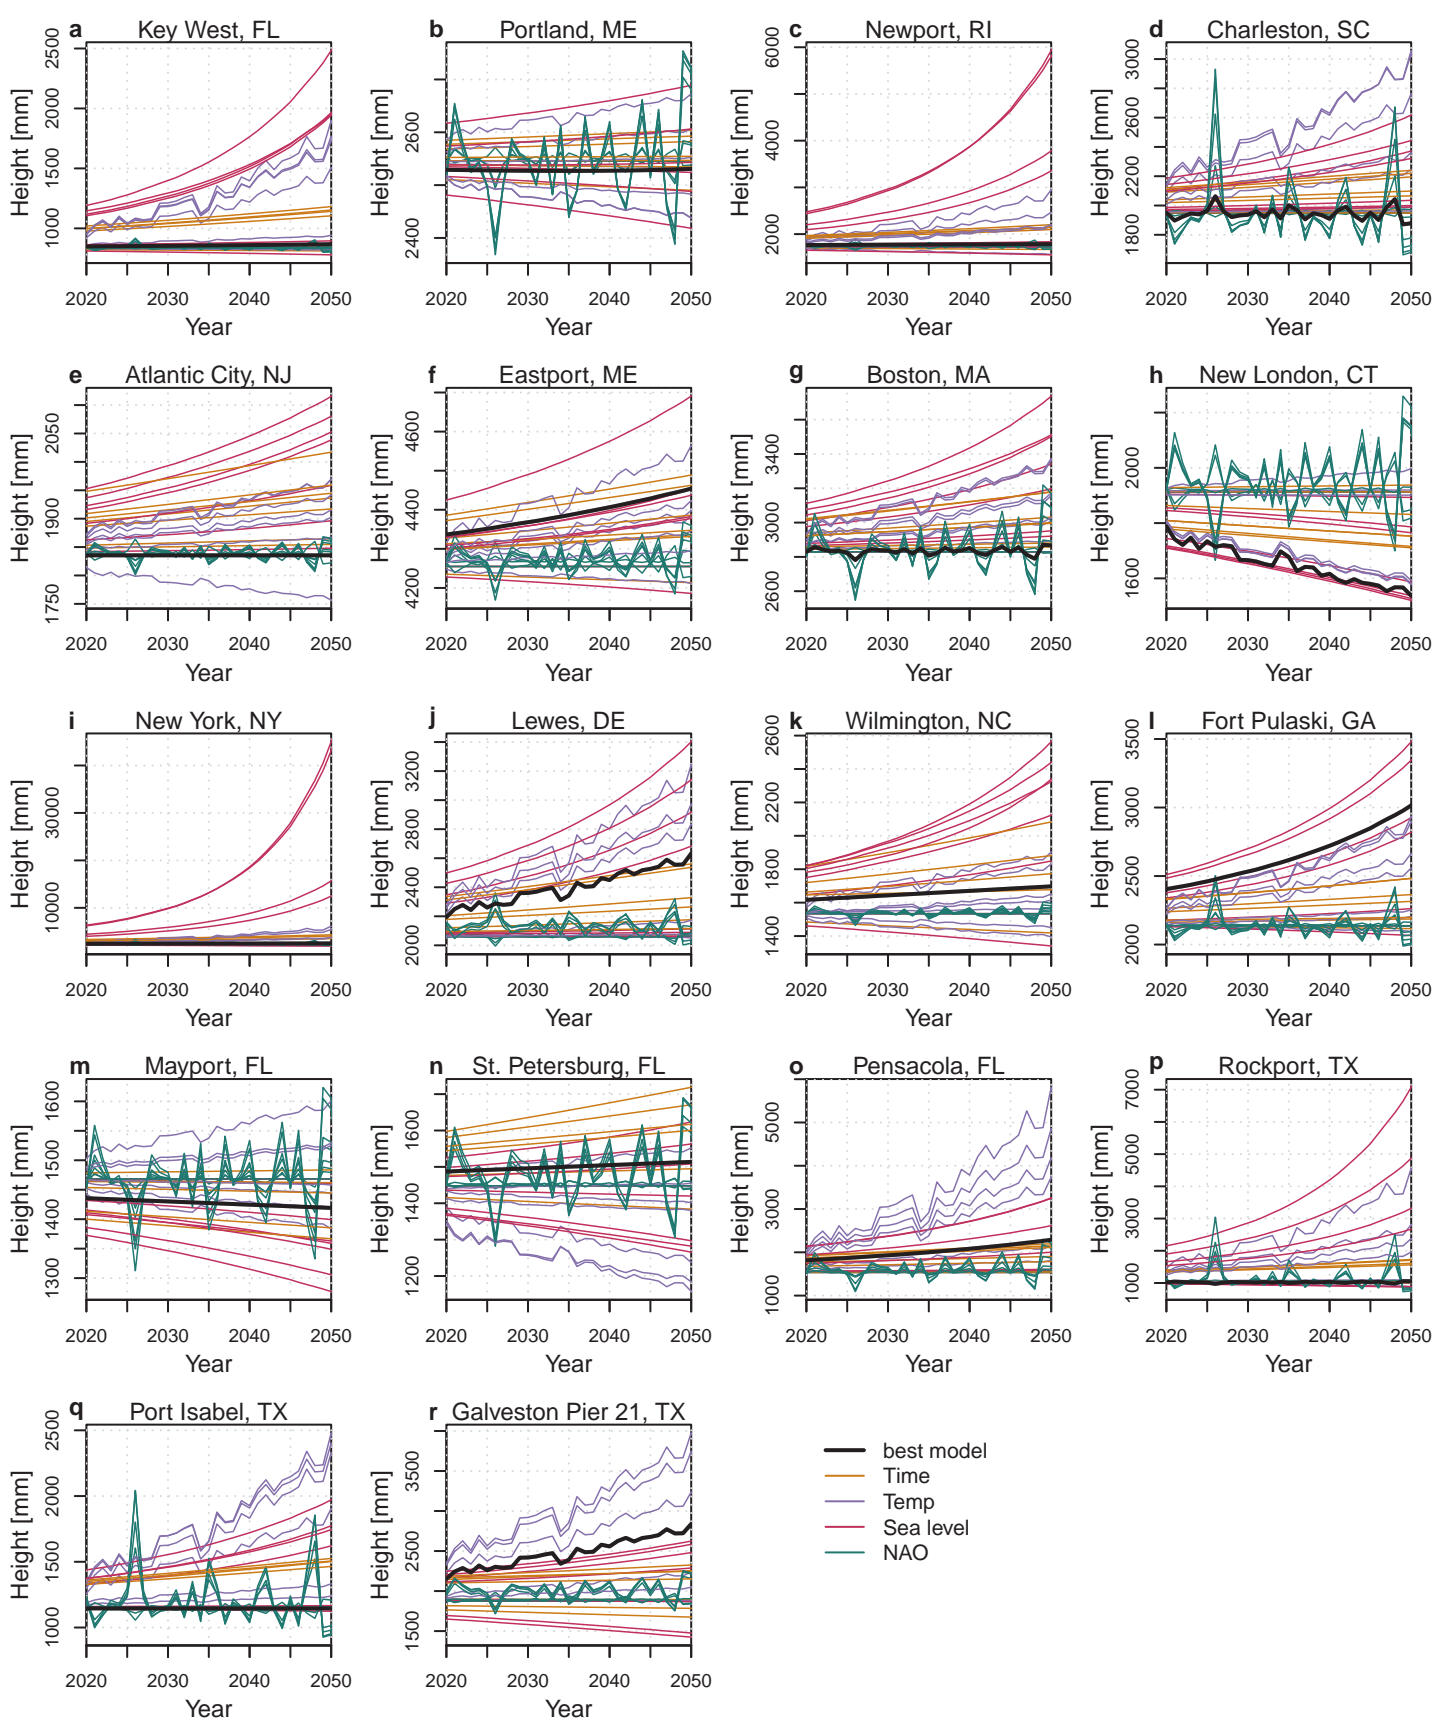 a Key West, FL
b Portland, ME
c Newport, RI
d Charleston, SC
Height [mm]
1000 1500 2000 2500
Height [mm]
2400 2600
Height [mm]
2000 4000 6000
Height [mm]
1800 2200 2600 3000
2020 2030 2040 2050
2020 2030 2040 2050
2020 2030 2040 2050
2020 2030 2040 2050
Year
Year
Year
Year
e Atlantic City, NJ
f Eastport, ME
g Boston, MA
h New London, CT
Height [mm]
1750 1900 2050
Height [mm]
4200 4400 4600
Height [mm]
2600 3000 3400
Height [mm]
1600 2000
2020 2030 2040 2050
2020 2030 2040 2050
2020 2030 2040 2050
2020 2030 2040 2050
Year
Year
Year
Year
i New York, NY
j Lewes, DE
k Wilmington, NC
l Fort Pulaski, GA
Height [mm]
10000 30000
Height [mm]
2000 2400 2800 3200
Height [mm]
1400 1800 2200 2600
Height [mm]
2000 2500 3000 3500
2020 2030 2040 2050
2020 2030 2040 2050
2020 2030 2040 2050
2020 2030 2040 2050
Year
Year
Year
Year
m Mayport, FL
n St. Petersburg, FL
o Pensacola, FL
p Rockport, TX
Height [mm]
1300 1400 1500 1600
Height [mm]
1200 1400 1600
Height [mm]
1000 3000 5000
Height [mm]
1000 3000 5000 7000
2020 2030 2040 2050
2020 2030 2040 2050
2020 2030 2040 2050
2020 2030 2040 2050
Year
Year
Year
Year
q Port Isabel, TX
r Galveston Pier 21, TX
Height [mm]
1000 1500 2000 2500
Height [mm]
1500 2500 3500
2020 2030 2040 2050
2020 2030 2040 2050
Year
Year
best model
Time
Temp
Sea level
NAO